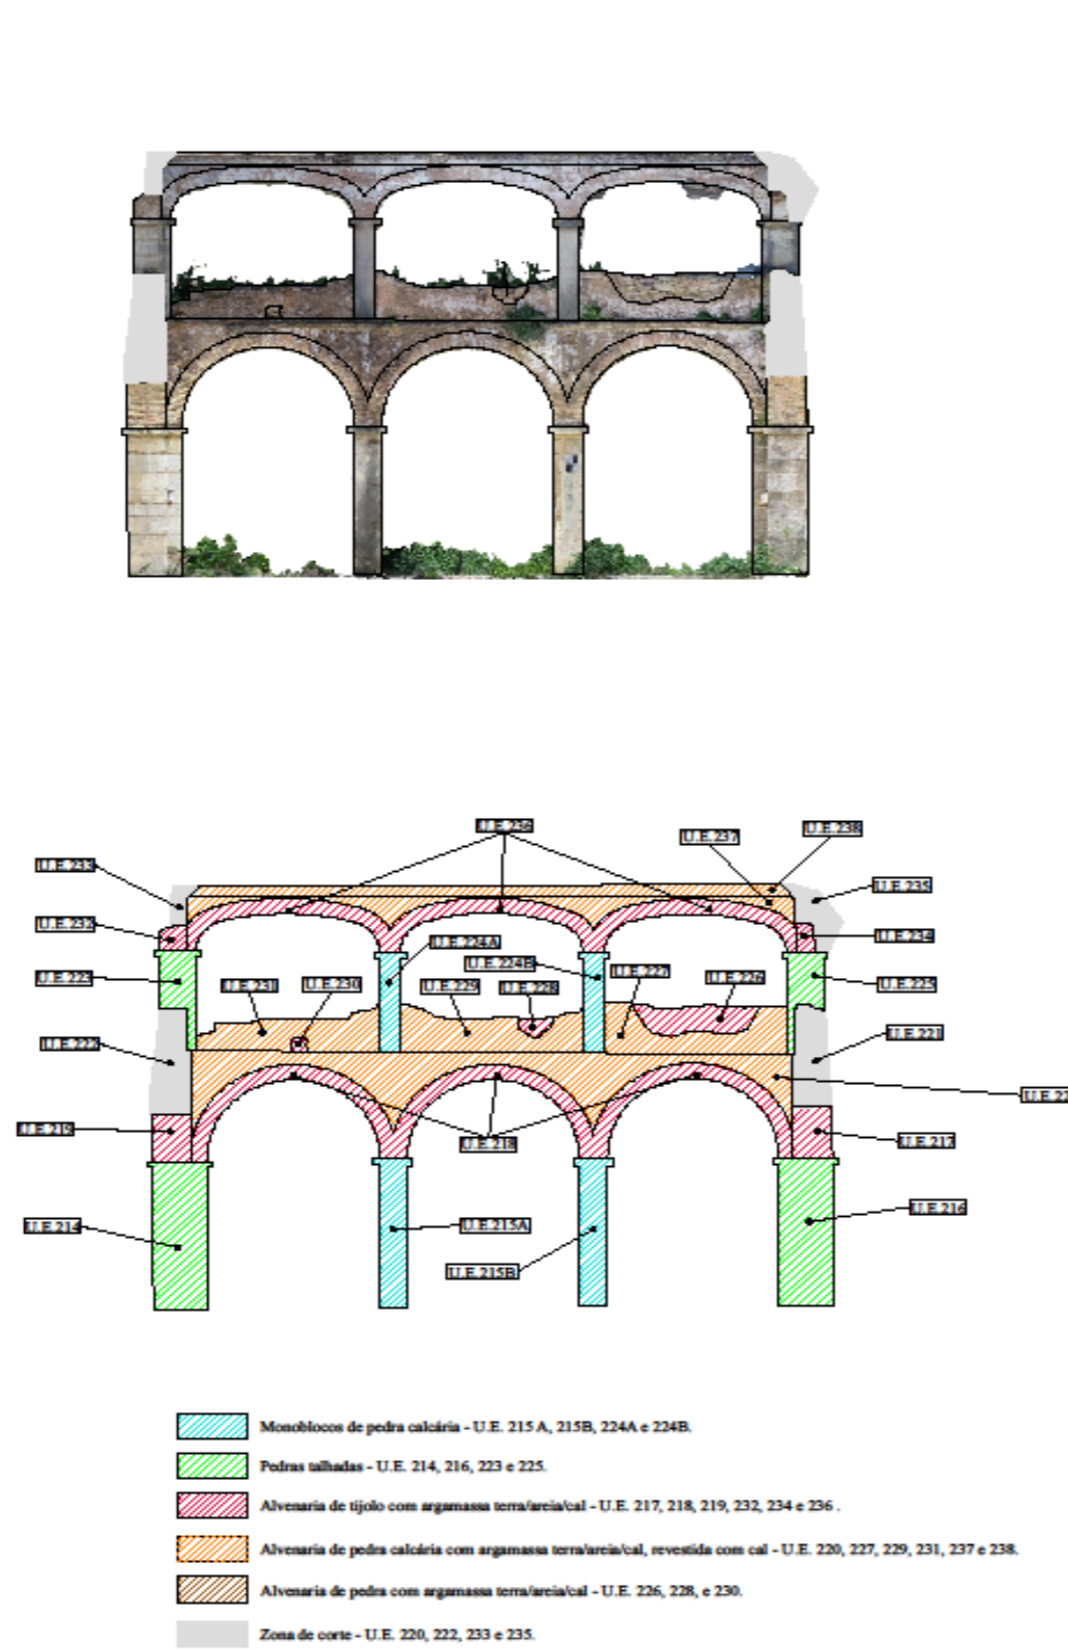 U.E.236
U.E.237
U.E.238
U.E.233
U.E.235
U.E.232
U.E.234
U.E.224A
U.E.223
U.E.224B
U.E.227
U.E.226
U.E.225
U.E.231
U.E.230
U.E.229
U.E.228
U.E.222
U.E.221
U.E.22
U.E.219
U.E.218
U.E.217
U.E.214
U.E.215A
U.E.216
U.E.215B
Monoblocos de pedra calcária - U.E. 215 A, 215B, 224A e 224B.
Pedras talhadas - U.E. 214, 216, 223 e 225.
Alvenaria de tijolo com argamassa terra/areia/cal - U.E. 217, 218, 219, 232, 234 e 236 .
Alvenaria de pedra calcária com argamassa terra/areia/cal, revestida com cal - U.E. 220, 227, 229, 231, 237 e 238.
Alvenaria de pedra com argamassa terra/areia/cal - U.E. 226, 228, e 230.
Zona de corte - U.E. 220, 222, 233 e 235.